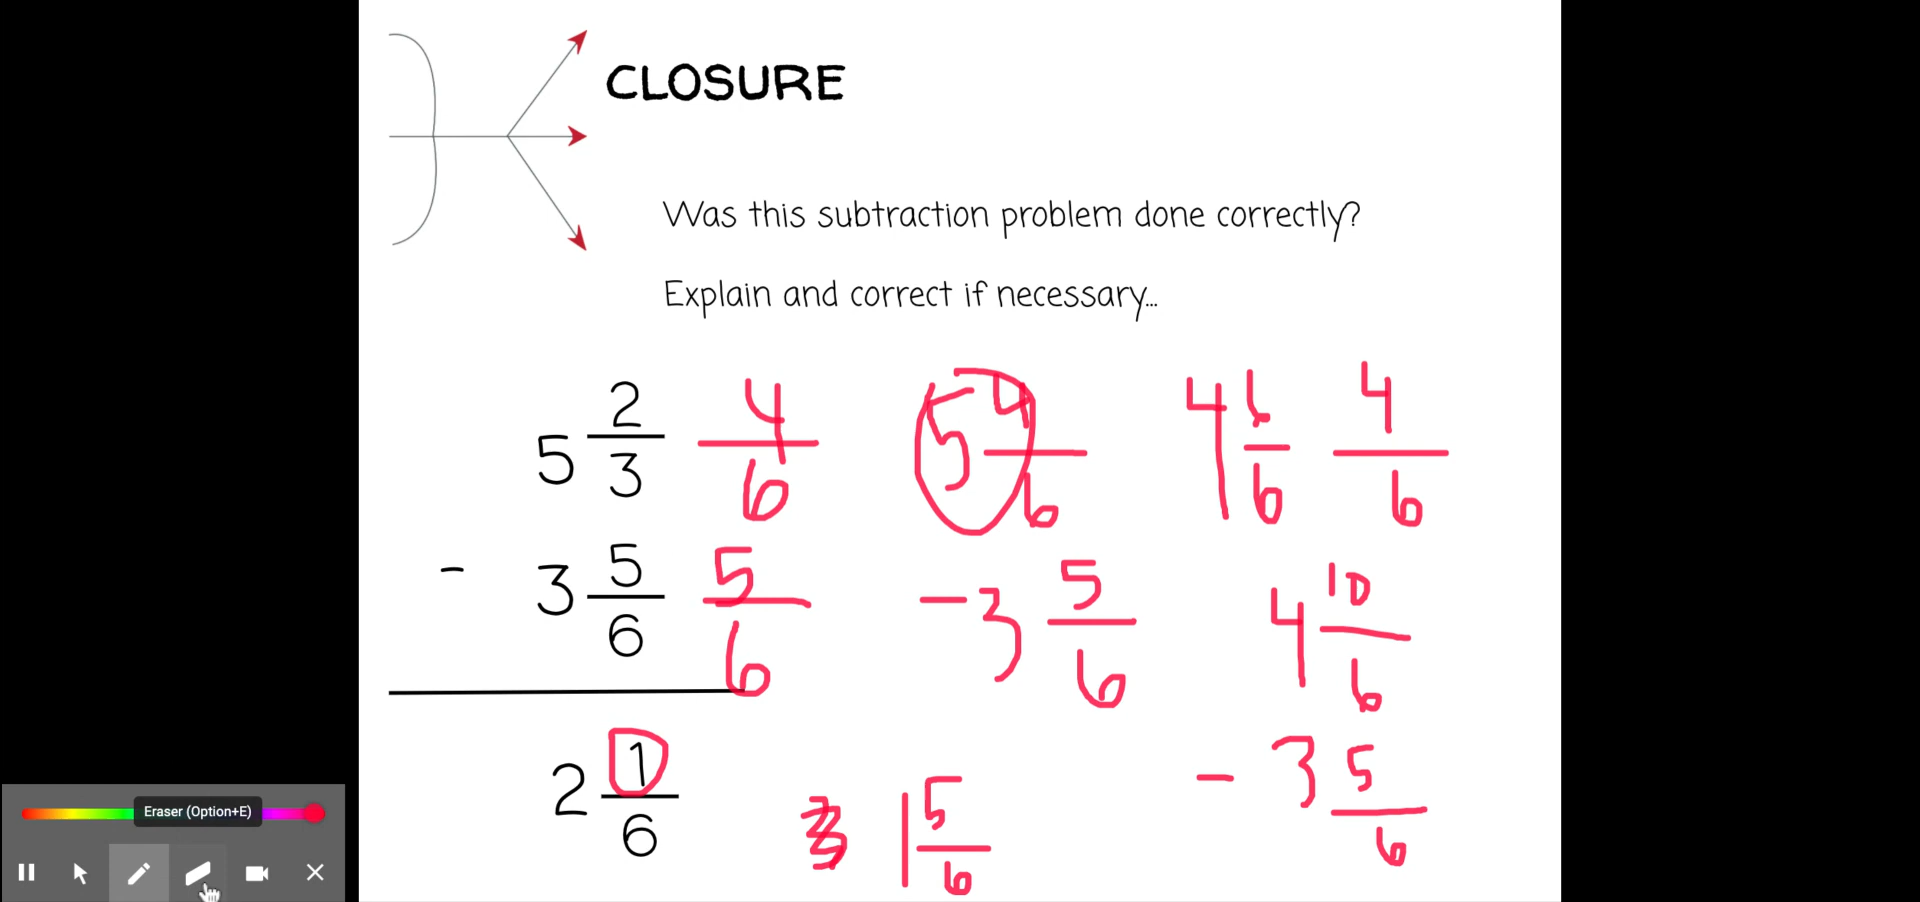 CLOSURE
Was this subtraction problem done correctly?
Explain and correct if necessary...
5 2/3 4/6
- 3 5/6 5/6
2 1/6
5 4/6
- 3 5/6
1 5/6
4 6/6 4/6
4 10/6
- 3 5/6
Eraser (Option+E)